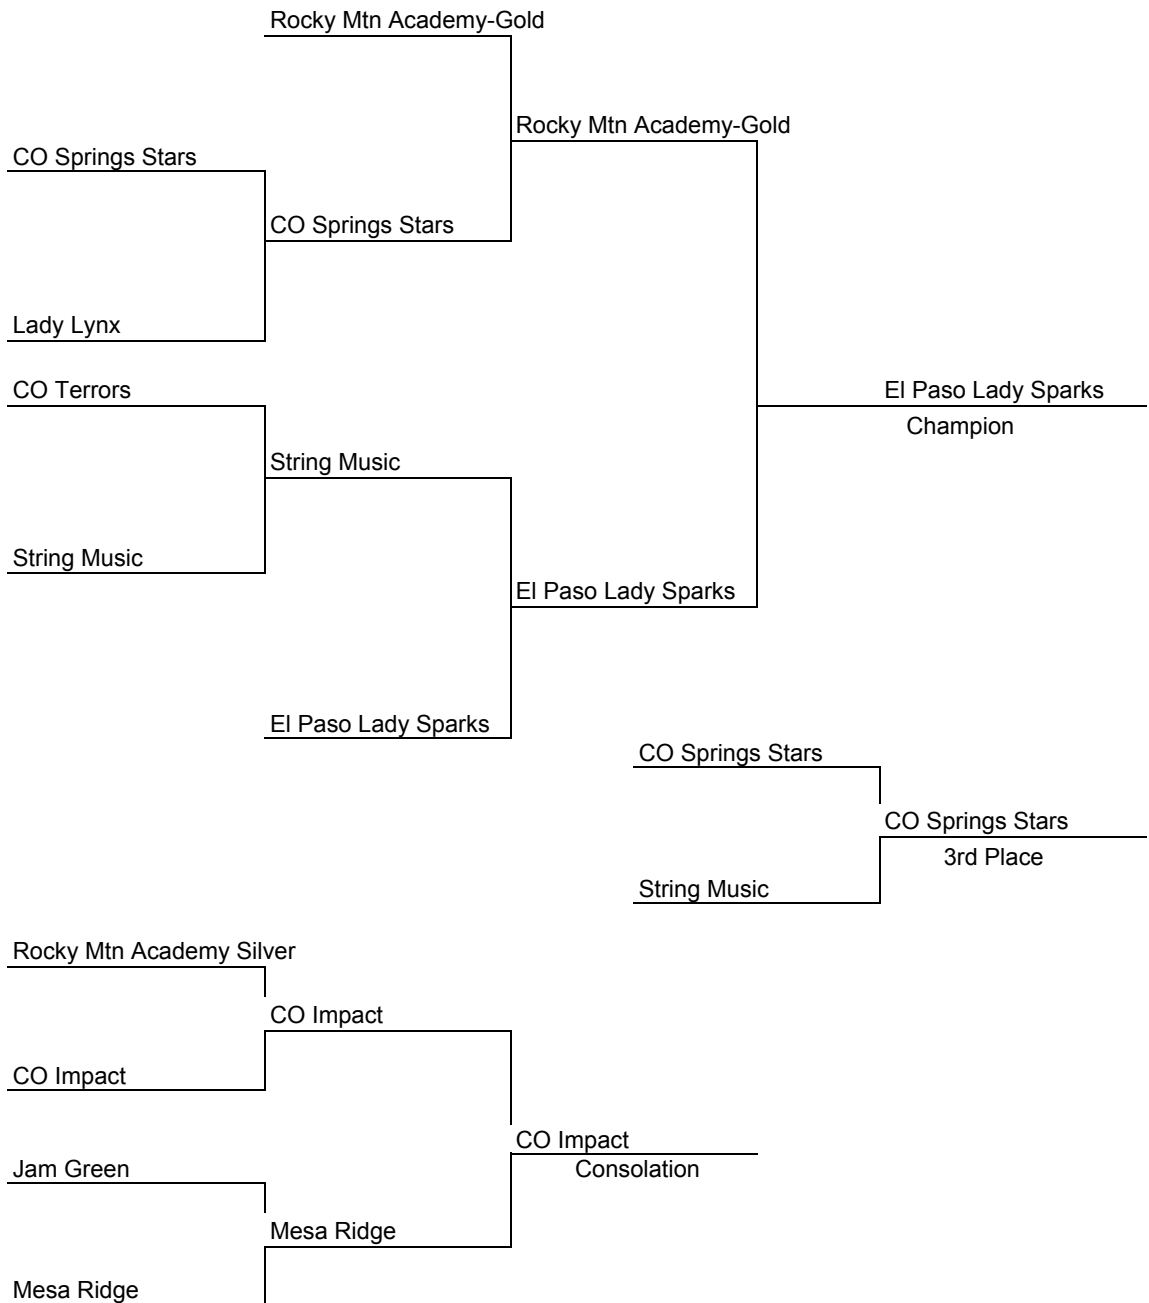 Rocky Mtn Academy-Gold
Rocky Mtn Academy-Gold
CO Springs Stars
CO Springs Stars
Lady Lynx
CO Terrors
El Paso Lady Sparks
Champion
String Music
String Music
El Paso Lady Sparks
El Paso Lady Sparks
CO Springs Stars
CO Springs Stars
3rd Place
String Music
Rocky Mtn Academy Silver
CO Impact
CO Impact
CO Impact
Consolation
Jam Green
Mesa Ridge
Mesa Ridge